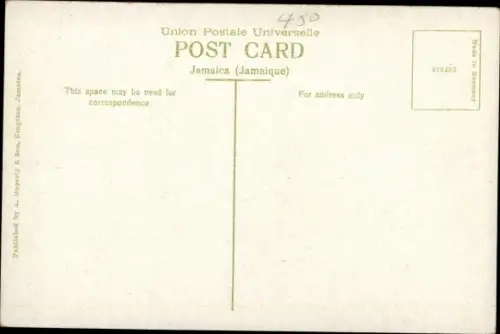 450
Union Postale Universelle
POST CARD
Jamaica (Jamaique)
This space may be used for
correspondence
For address only
Made in Germany
Published by A. Duperly & Son, Kingston, Jamaica.